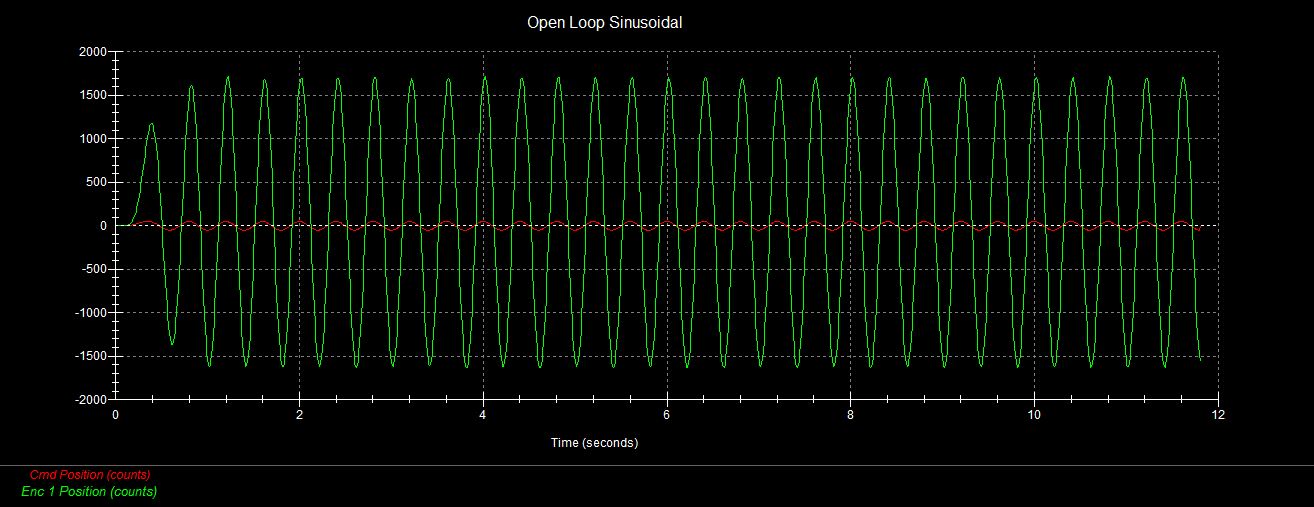 Open Loop Sinusoidal
2000
1500
1000
500
0
-500
-1000
-1500
-2000
0 2 4 6 8 10 12
Time (seconds)
Cmd Position (counts)
Enc 1 Position (counts)